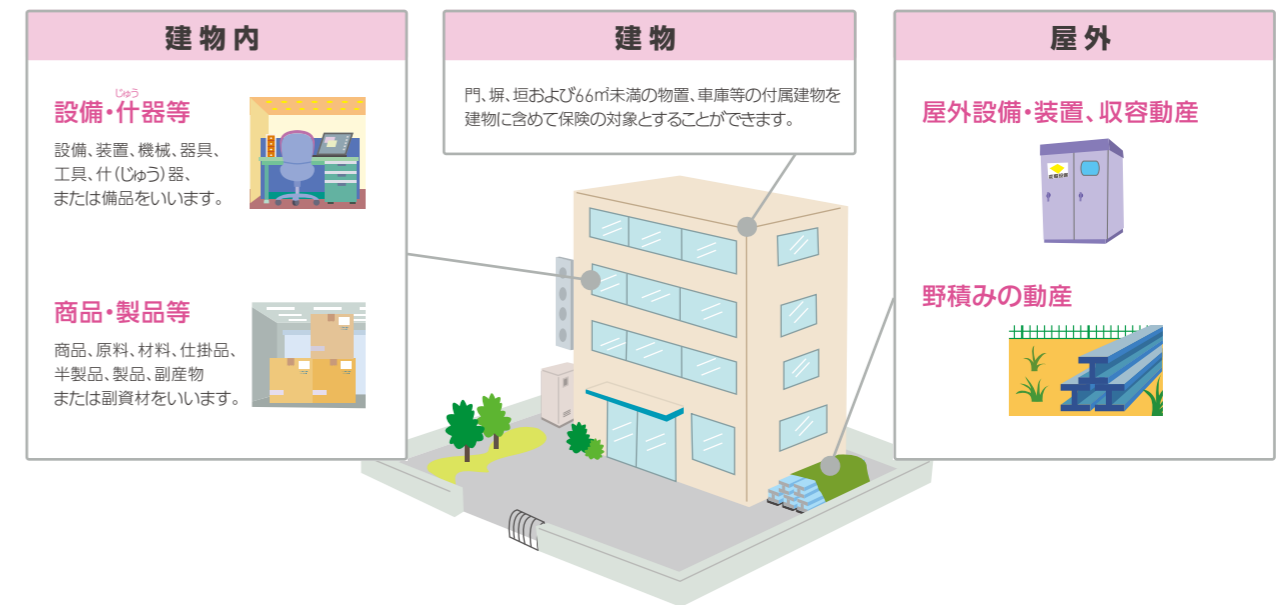 建物内
じゅう
設備・什器等
設備、装置、機械、器具、
工具、什(じゅう)器、
または備品をいいます。
商品・製品等
商品、原料、材料、仕掛品、
半製品、製品、副産物
または副資材をいいます。
建物
門、塀、垣および66㎡未満の物置、車庫等の付属建物を
建物に含めて保険の対象とすることができます。
屋外
屋外設備・装置、収容動産
野積みの動産